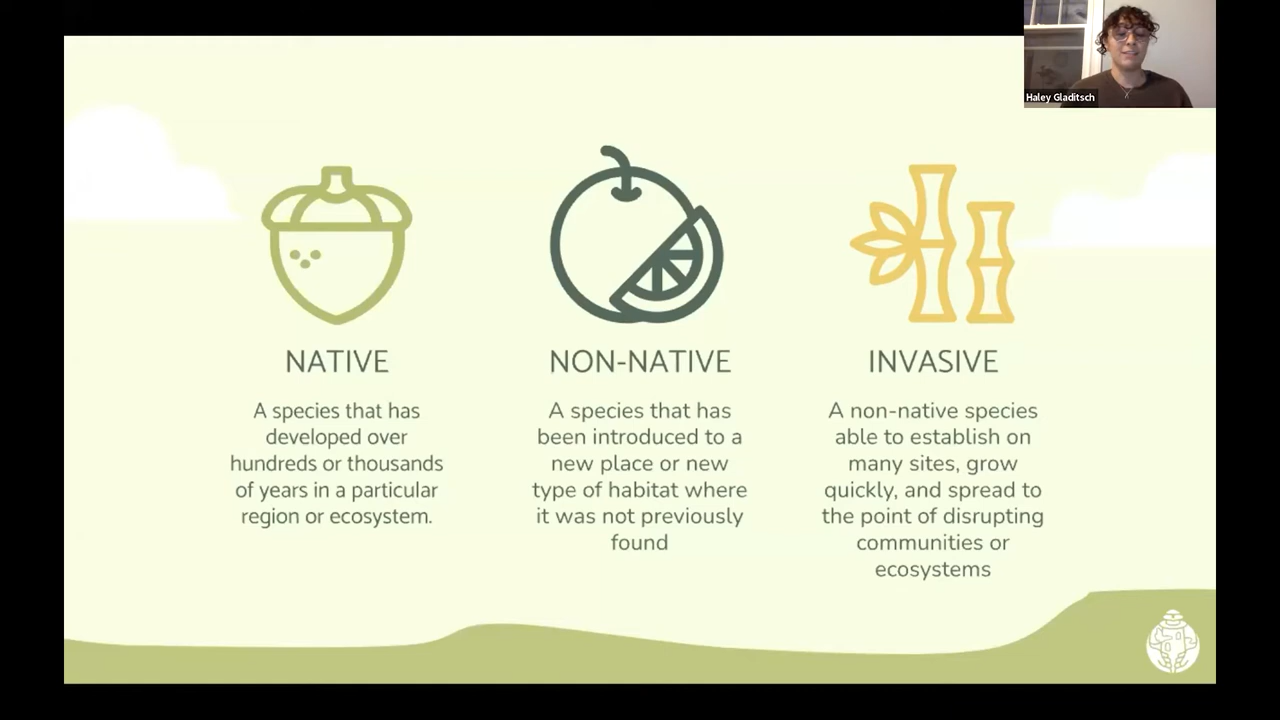 Haley Gladitsch
NATIVE
A species that has
developed over
hundreds or thousands
of years in a particular
region or ecosystem.
NON-NATIVE
A species that has
been introduced to a
new place or new
type of habitat where
it was not previously
found
INVASIVE
A non-native species
able to establish on
many sites, grow
quickly, and spread to
the point of disrupting
communities or
ecosystems